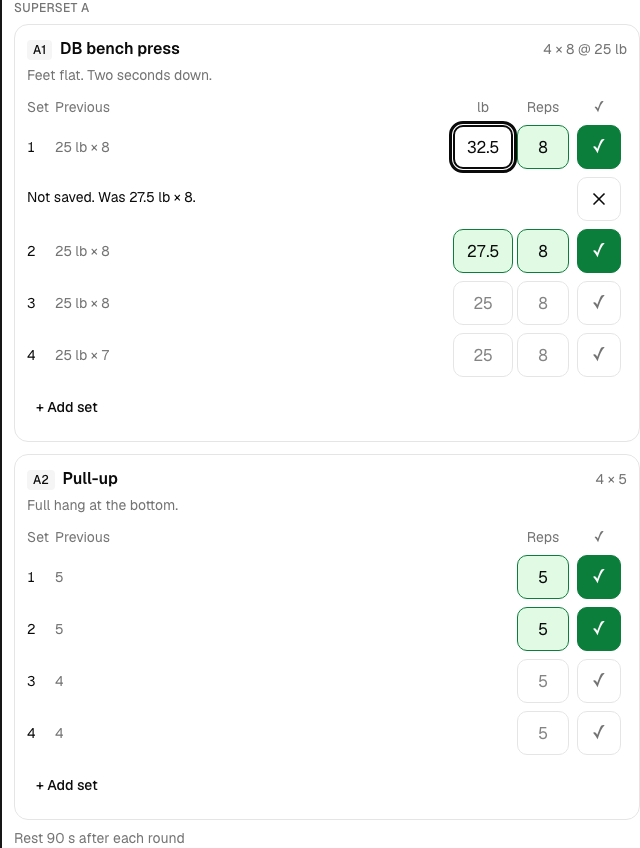 SUPERSET A
A1 DB bench press 4 × 8 @ 25 lb
Feet flat. Two seconds down.
Set Previous lb Reps ✓
1 25 lb × 8 32.5 8 ✓
Not saved. Was 27.5 lb × 8. ×
2 25 lb × 8 27.5 8 ✓
3 25 lb × 8 25 8 ✓
4 25 lb × 7 25 8 ✓
+ Add set
A2 Pull-up 4 × 5
Full hang at the bottom.
Set Previous Reps ✓
1 5 5 ✓
2 5 5 ✓
3 4 5 ✓
4 4 5 ✓
+ Add set
Rest 90 s after each round